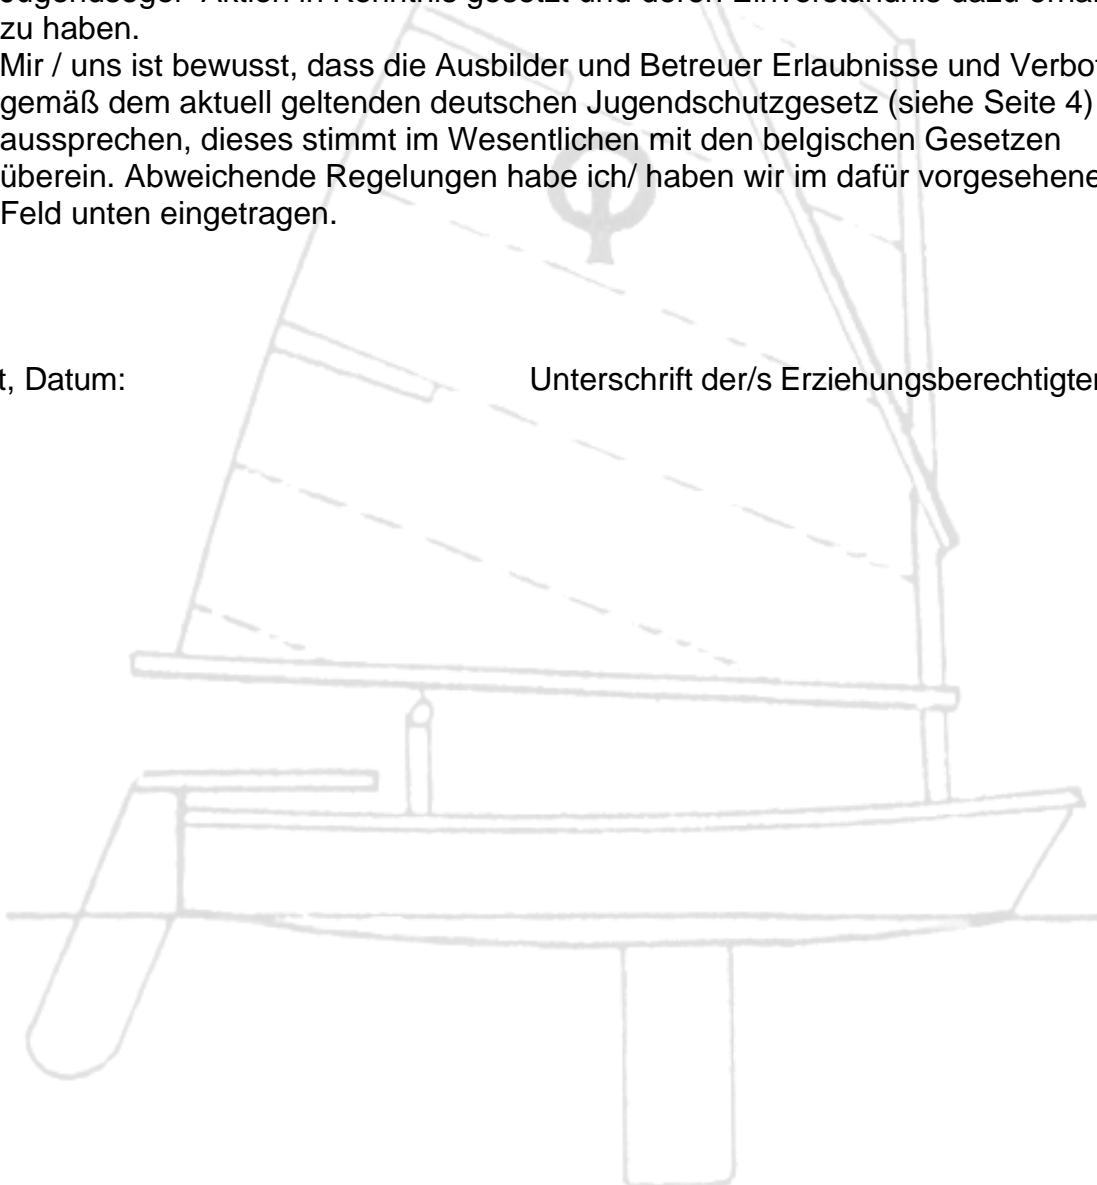 zu haben.
Mir / uns ist bewusst, dass die Ausbilder und Betreuer Erlaubnisse und Verbot
gemäß dem aktuell geltenden deutschen Jugendschutzgesetz (siehe Seite 4)
aussprechen, dieses stimmt im Wesentlichen mit den belgischen Gesetzen
überein. Abweichende Regelungen habe ich/ haben wir im dafür vorgesehene
Feld unten eingetragen.
t, Datum: Unterschrift der/s Erziehungsberechtigter